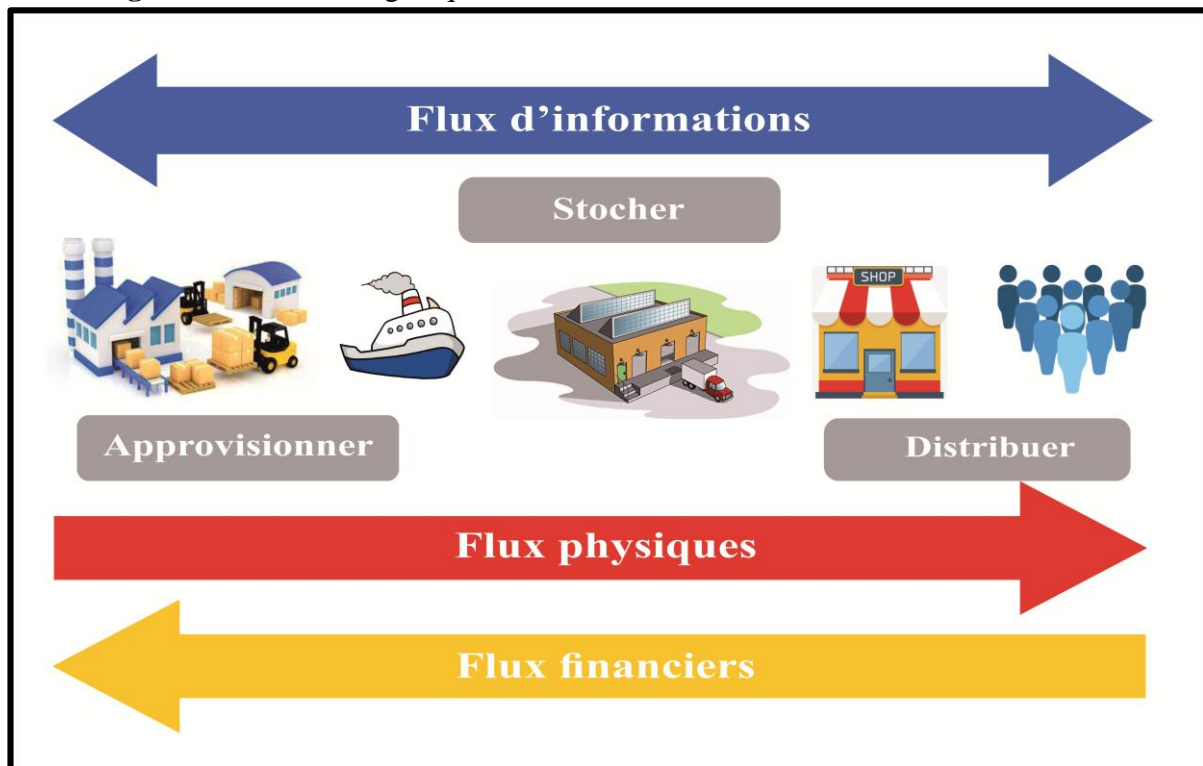 Flux d'informations
Stocher
SHOP
Approvisionner
Distribuer
Flux physiques
Flux financiers